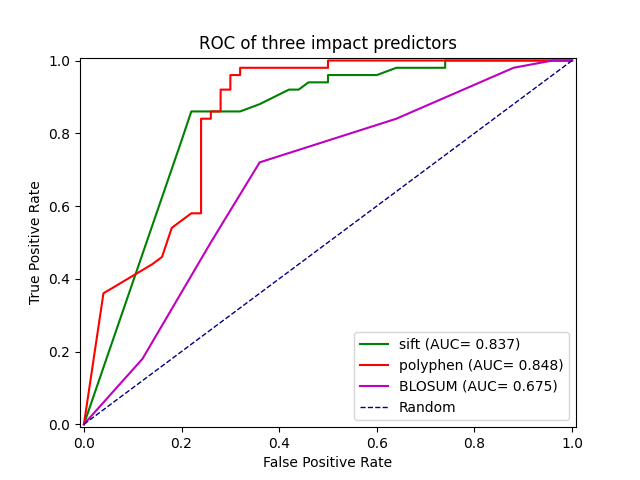 ROC of three impact predictors
True Positive Rate
1.0
0.8
0.6
0.4
0.2
0.0
sift (AUC= 0.837)
polyphen (AUC= 0.848)
BLOSUM (AUC= 0.675)
Random
0.0 0.2 0.4 0.6 0.8 1.0
False Positive Rate